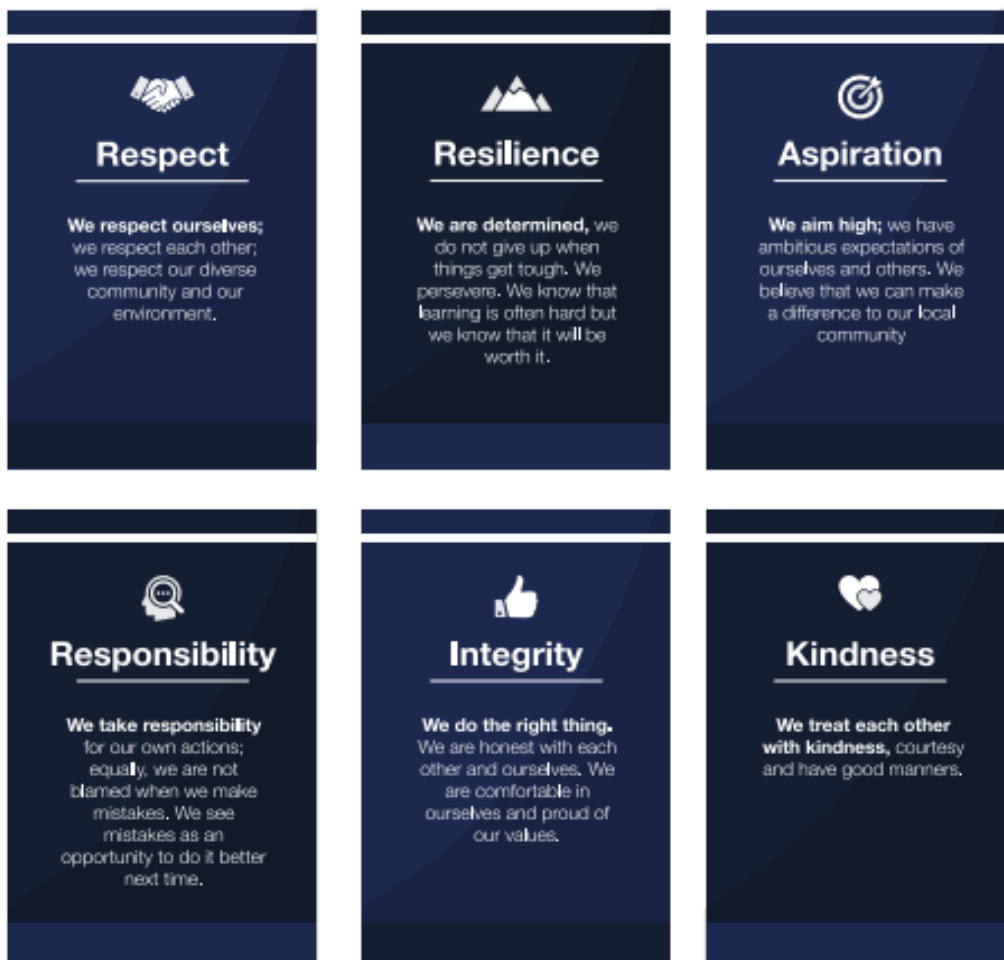 Respect
We respect ourselves;
we respect each other;
we respect our diverse
community and our
environment.
Resilience
We are determined, we
do not give up when
things get tough. We
persevere. We know that
learning is often hard but
we know that it will be
worth it.
Aspiration
We aim high; we have
ambitious expectations of
ourselves and others. We
believe that we can make
a difference to our local
community
Responsibility
We take responsibility
for our own actions;
equally, we are not
blamed when we make
mistakes. We see
mistakes as an
opportunity to do it better
next time.
Integrity
We do the right thing.
We are honest with each
other and ourselves. We
are comfortable in
ourselves and proud of
our values.
Kindness
We treat each other
with kindness, courtesy
and have good manners.